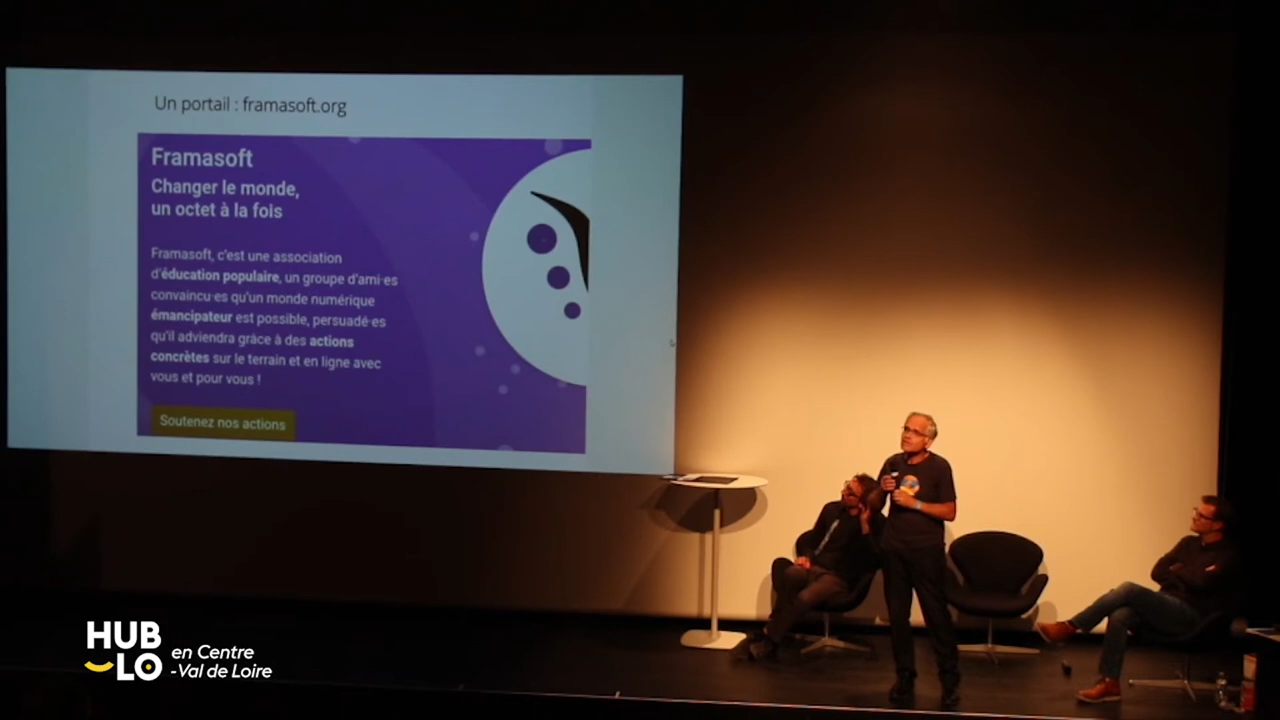 Un portail : framasoft.org
Framasoft
Changer le monde,
un octet à la fois
Framasoft, c'est une association
d'éducation populaire, un groupe d'ami·es
convaincu·es qu'un monde numérique
émancipateur est possible, persuadé·es
qu'il adviendra grâce à des actions
concrètes sur le terrain et en ligne avec
vous et pour vous !
Soutenez nos actions
HUB
LO
en Centre
-Val de Loire